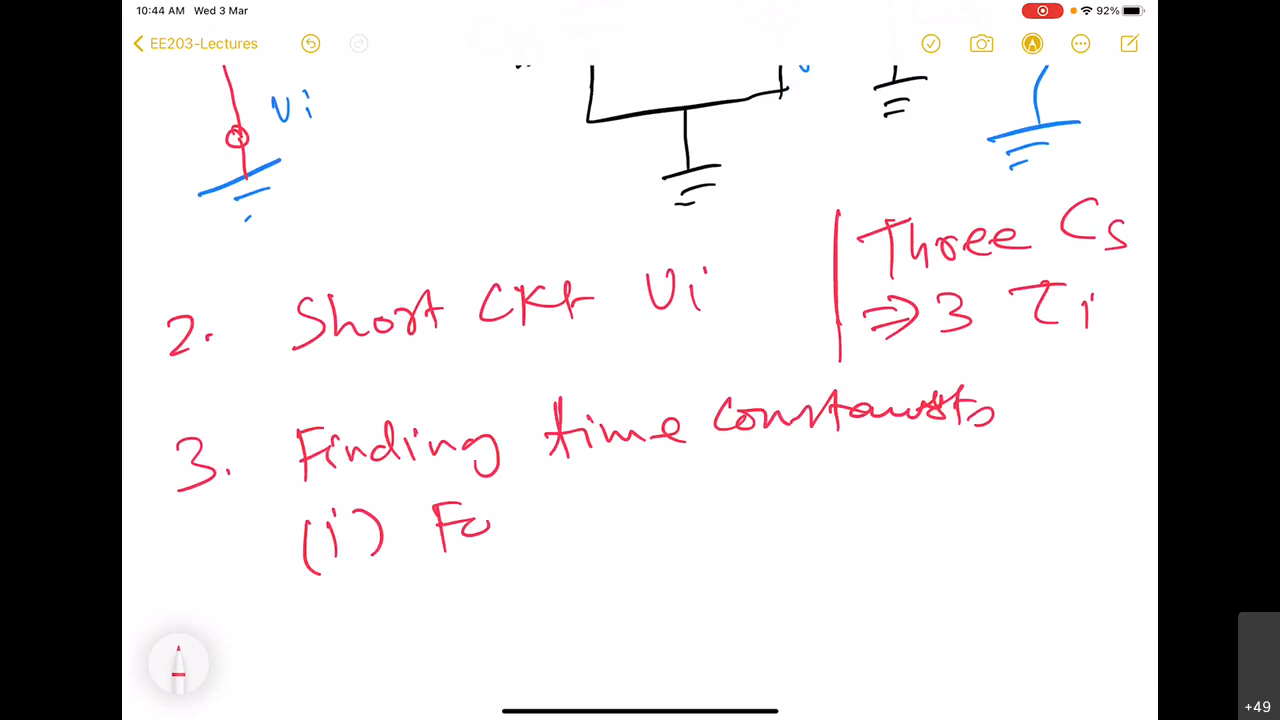 10:44 AM Wed 3 Mar
92%
EE203-Lectures
Vi
Three Cs
⇒ 3 τi
2. Short CKt Vi
3. Finding time constants
(i) Fo
+49